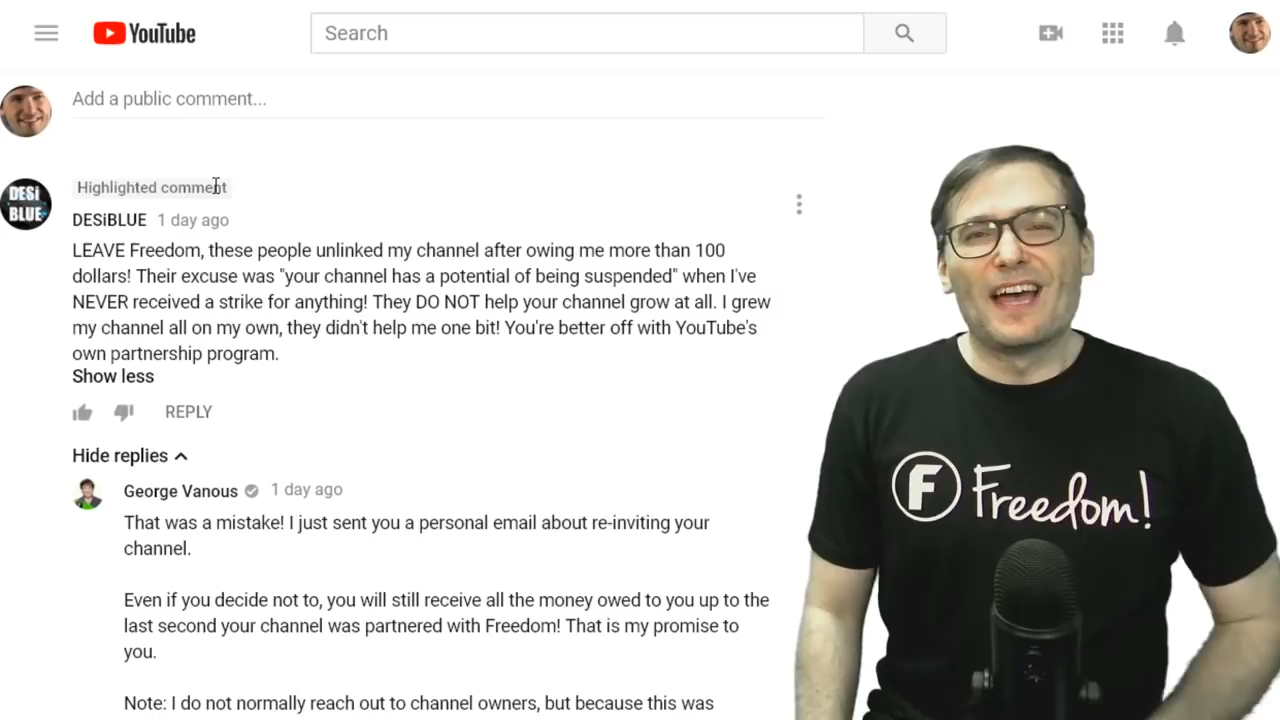 YouTube
Search
Add a public comment...
Highlighted comment
DESi
BLUE
DESiBLUE 1 day ago
LEAVE Freedom, these people unlinked my channel after owing me more than 100
dollars! Their excuse was "your channel has a potential of being suspended" when I've
NEVER received a strike for anything! They DO NOT help your channel grow at all. I grew
my channel all on my own, they didn't help me one bit! You're better off with YouTube's
own partnership program.
Show less
REPLY
Hide replies
George Vanous 1 day ago
That was a mistake! I just sent you a personal email about re-inviting your
channel.
Even if you decide not to, you will still receive all the money owed to you up to the
last second your channel was partnered with Freedom! That is my promise to
you.
Note: I do not normally reach out to channel owners, but because this was
F Freedom!